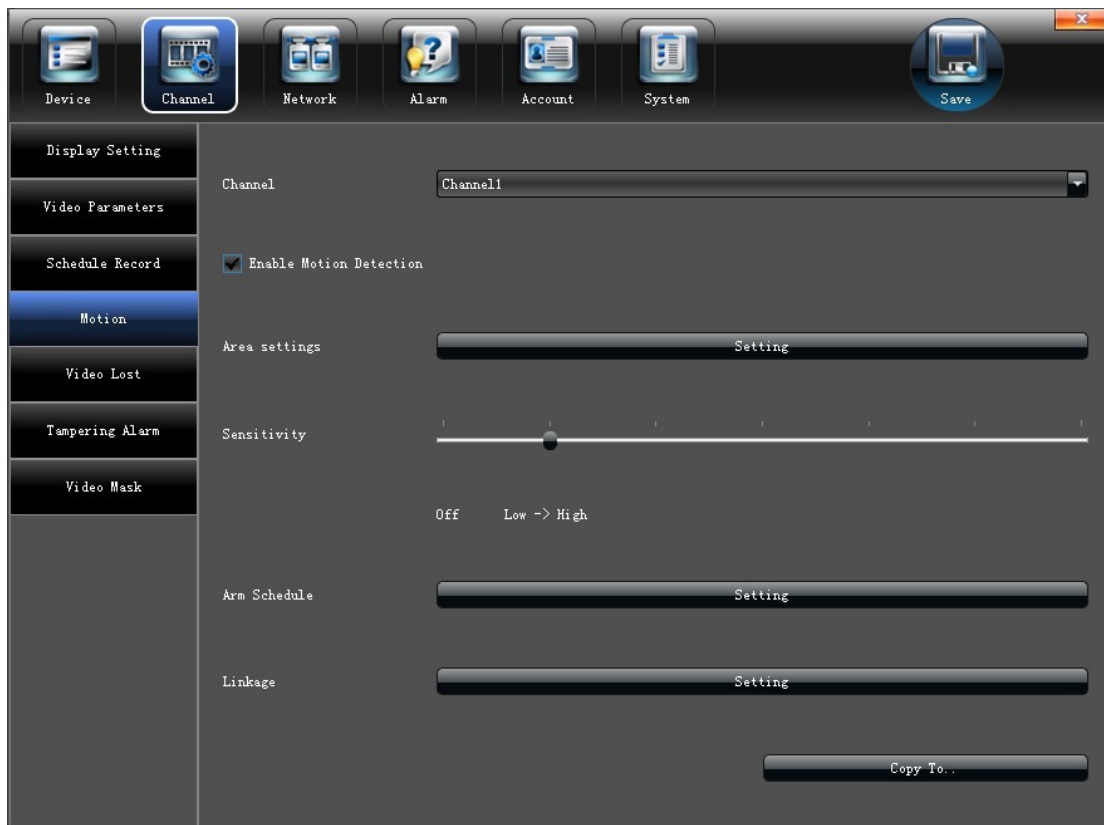 Device
Channel
Network
Alarm
Account
System
Save
Display Setting
Video Parameters
Schedule Record
Motion
Video Lost
Tampering Alarm
Video Mask
Channel
Channel1
Enable Motion Detection
Area settings
Setting
Sensitivity
Off
Low -> High
Arm Schedule
Setting
Linkage
Setting
Copy To..